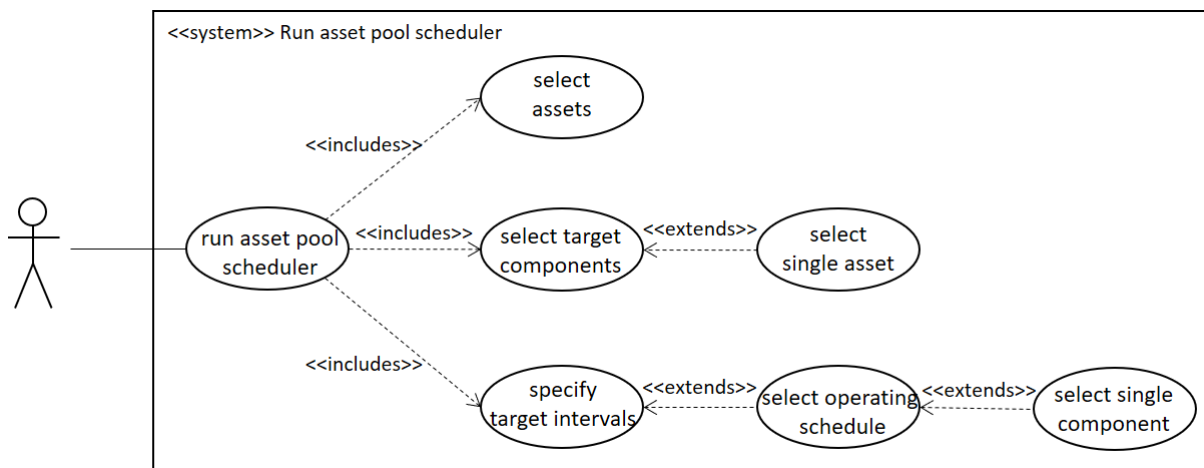 <<system>> Run asset pool scheduler
select
assets
<<includes>>
run asset pool
scheduler
<<includes>>
select target
components
<<extends>>
select
single asset
<<includes>>
specify
target intervals
<<extends>>
select operating
schedule
<<extends>>
select single
component